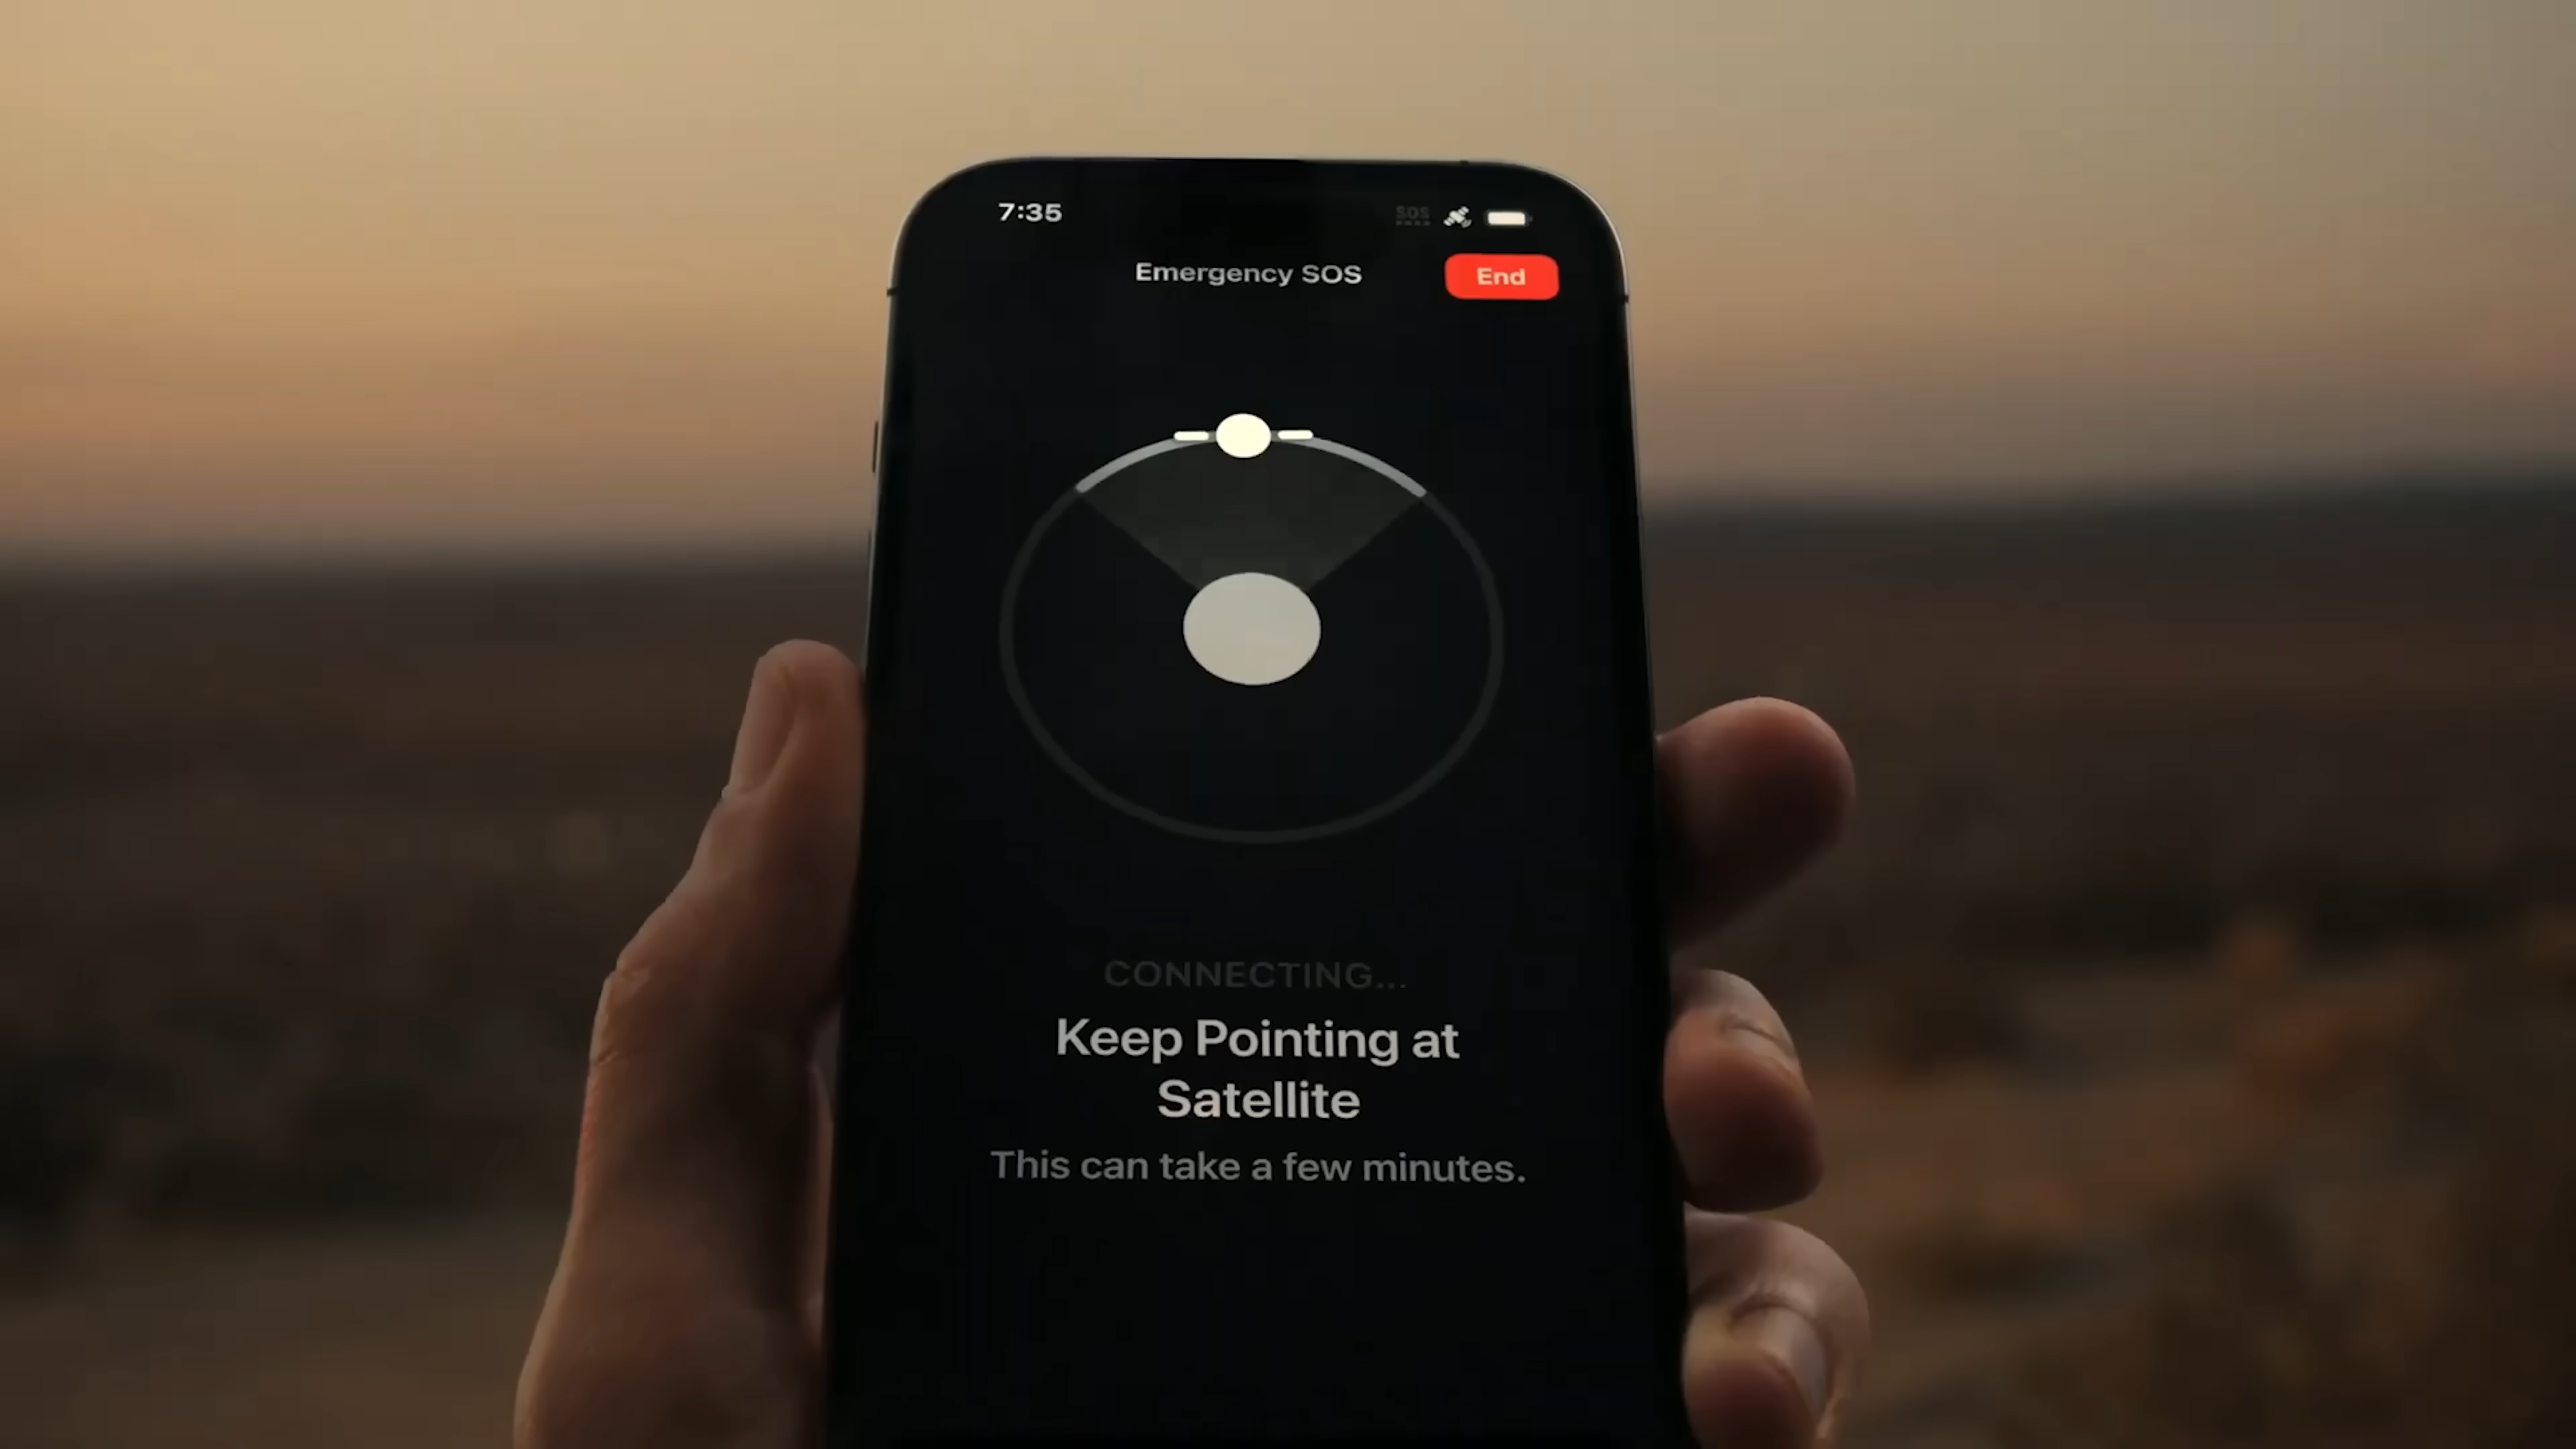 7:35
SOS
Emergency SOS
End
CONNECTING...
Keep Pointing at
Satellite
This can take a few minutes.